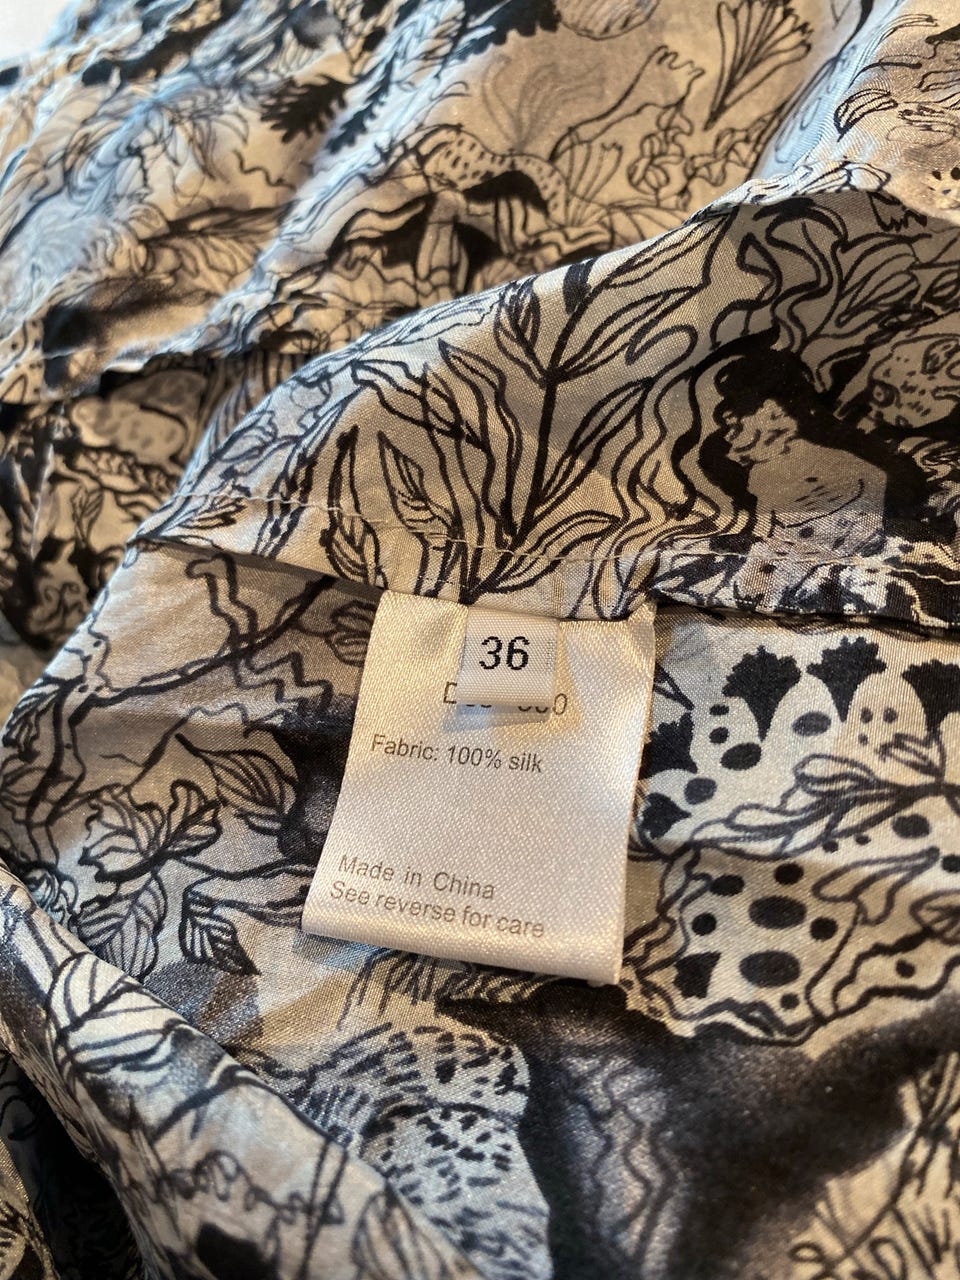 36
Fabric: 100% silk
Made in China
See reverse for care